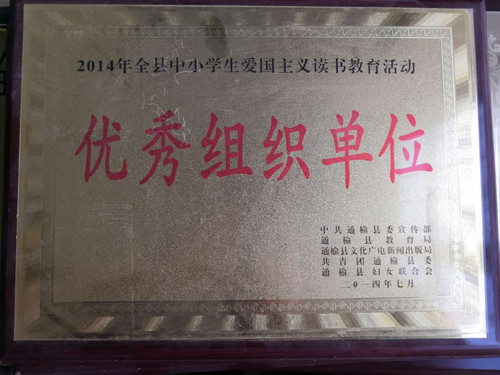 2014年全县中小学生爱国主义读书教育活动
优秀组织单位
中共通榆县委宣传部
通榆县教育局
通榆县文化广电新闻出版局
共青团通榆县委
通榆县妇女联合会
二〇一四年七月